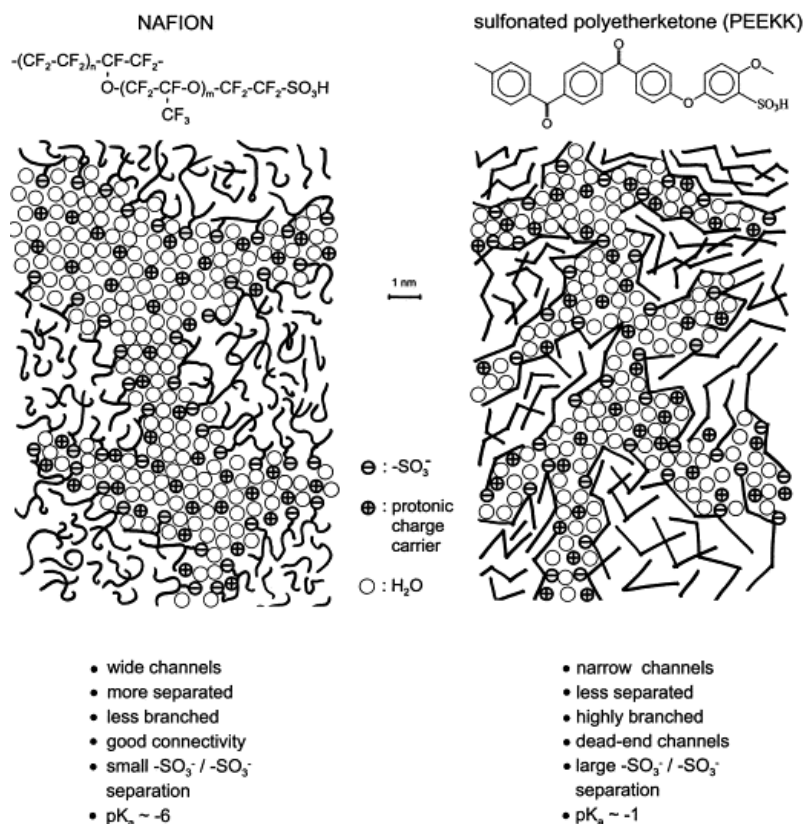 NAFION
-(CF₂-CF₂)ₙ-CF-CF₂-
O-(CF₂-CF-O)ₘ-CF₂-CF₂-SO₃H
CF₃
sulfonated polyetherketone (PEEKK)
O
O
O
O
SO₃H
1 nm
⊖ : -SO₃⁻
⊕ : protonic
charge
carrier
○ : H₂O
• wide channels
• more separated
• less branched
• good connectivity
• small -SO₃⁻ / -SO₃⁻
separation
• pKₐ ~ -6
• narrow channels
• less separated
• highly branched
• dead-end channels
• large -SO₃⁻ / -SO₃⁻
separation
• pKₐ ~ -1